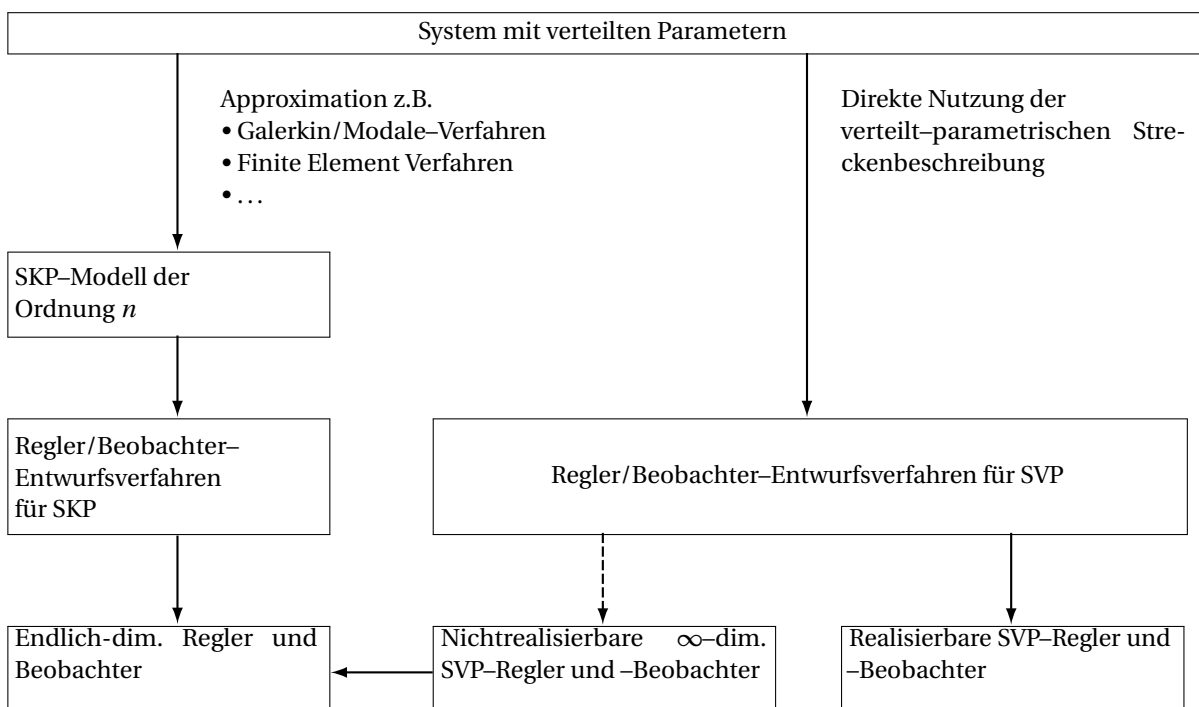 System mit verteilten Parametern
Approximation z.B.
• Galerkin/Modale–Verfahren
• Finite Element Verfahren
• ...
Direkte Nutzung der
verteilt–parametrischen Stre-
ckenbeschreibung
SKP–Modell der
Ordnung n
Regler/Beobachter–
Entwurfsverfahren
für SKP
Regler/Beobachter–Entwurfsverfahren für SVP
Endlich-dim. Regler und
Beobachter
Nichtrealisierbare ∞–dim.
SVP–Regler und –Beobachter
Realisierbare SVP–Regler und
–Beobachter